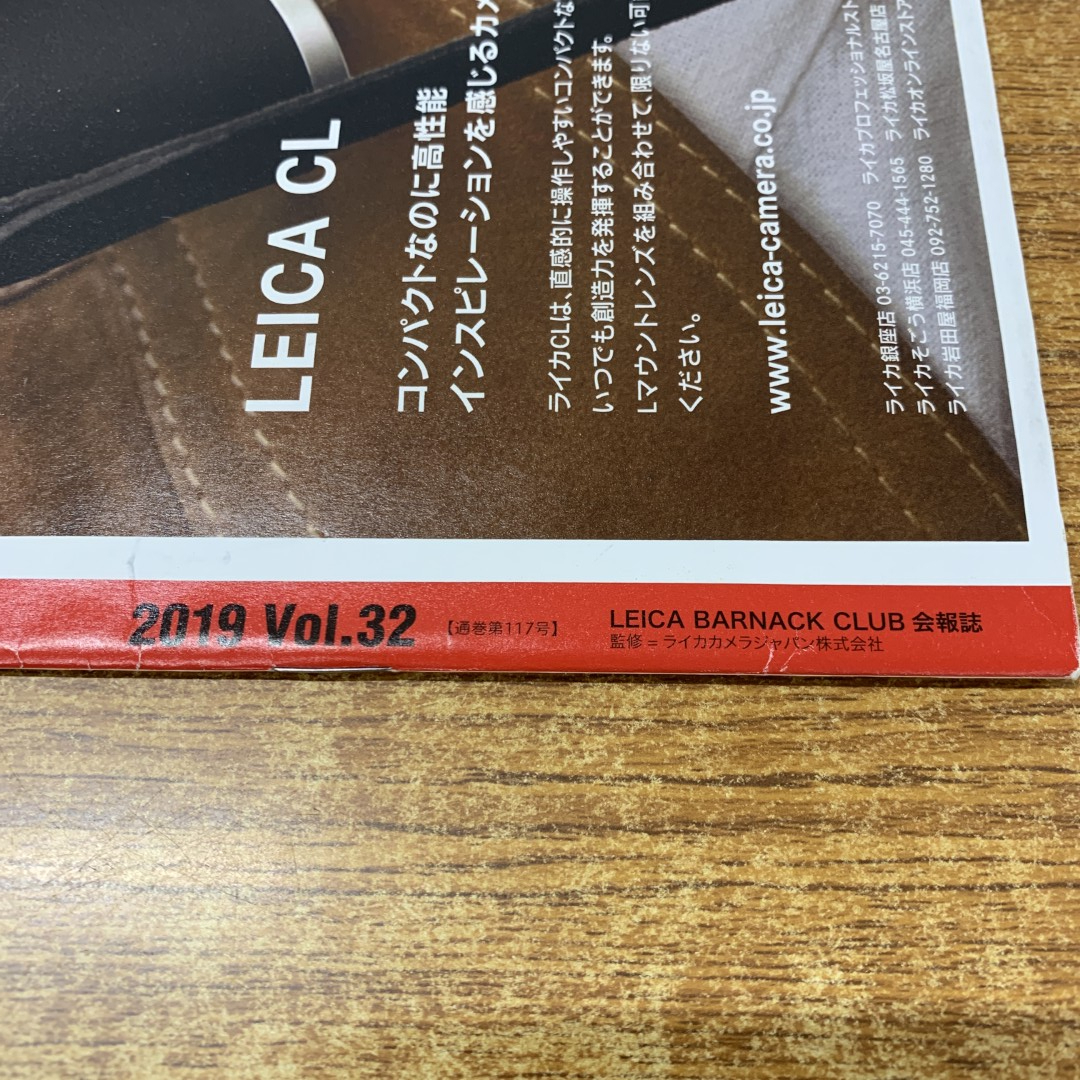 LEICA CL
コンパクトなのに高性能
インスピレーションを感じるカメ
ライカCLは、直感的に操作しやすいコンパクトな
いつでも創造力を発揮することができます。
Lマウントレンズを組み合わせて、限りない可
ください。
www.leica-camera.co.jp
ライカ銀座店 03-6215-7070 ライカプロフェッショナルスト
ライカそごう横浜店 045-444-1565 ライカ松坂屋名古屋店
ライカ岩田屋福岡店 092-752-1280 ライカオンラインストア
2019 Vol.32 【通巻第117号】 LEICA BARNACK CLUB 会報誌
監修=ライカカメラジャパン株式会社